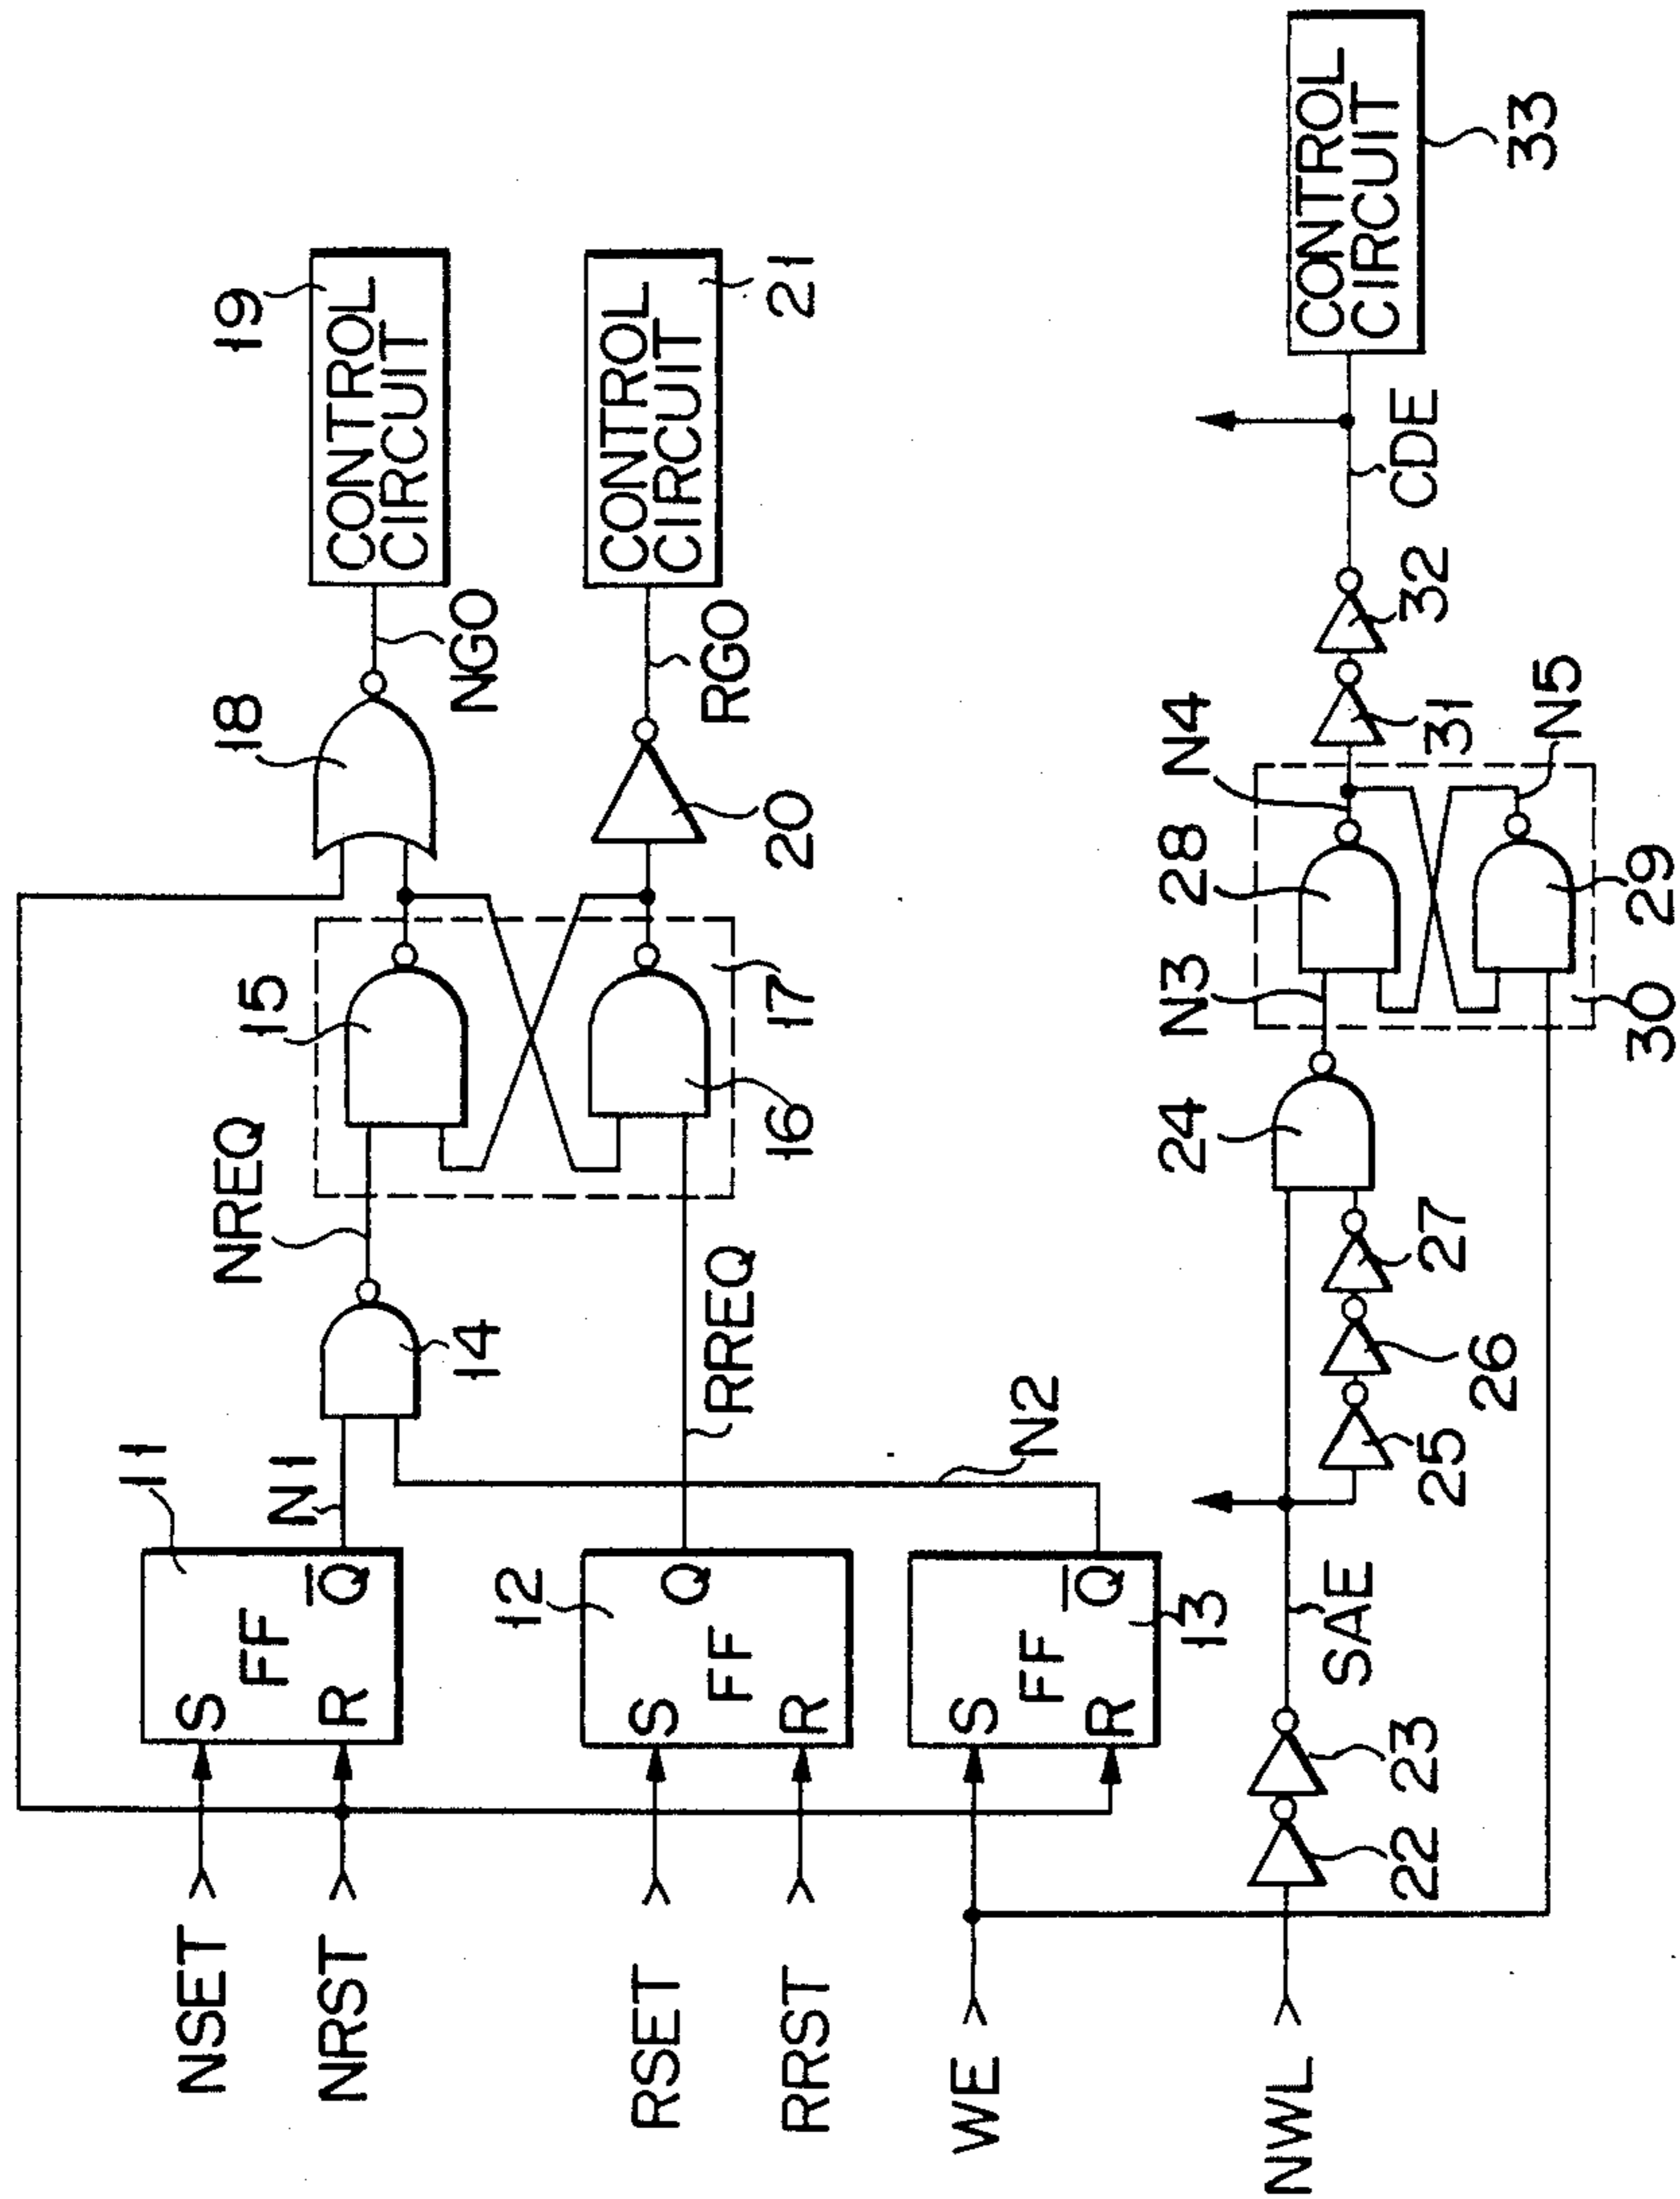 NSET
NRST
RSET
RRST
WE
NWL
11
S
FF
R
Q
N1
12
S
FF
R
Q
13
S
FF
R
Q
N2
14
NREQ
RREQ
15
16
17
18
NGO
19
CONTROL
CIRCUIT
20
RGO
21
CONTROL
CIRCUIT
22
23
SAE
25
26
27
24
N3
28
29
30
N4
N5
31
32
CDE
CONTROL
CIRCUIT
33